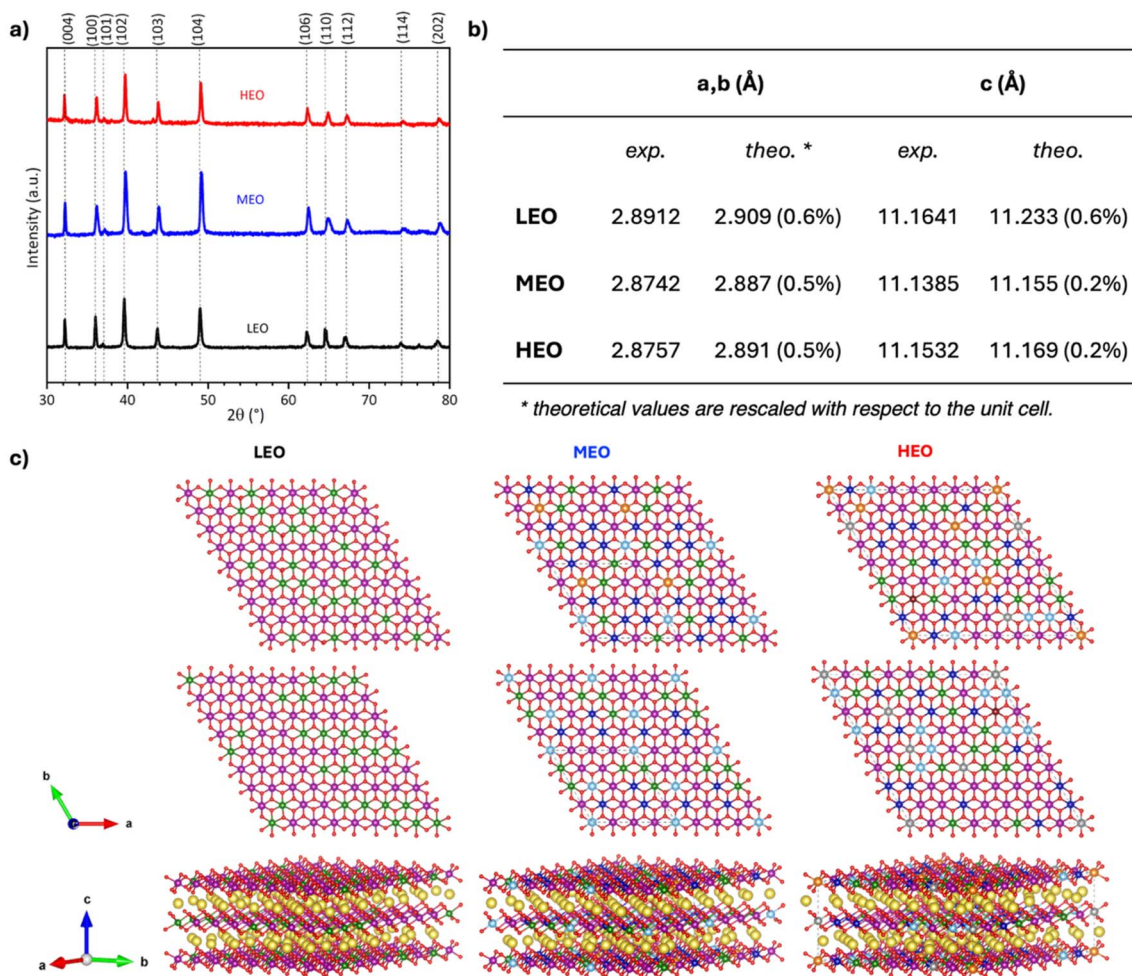 a)
(004)
(100)
(101)
(102)
(103)
(104)
(106)
(110)
(112)
(114)
(202)
HEO
MEO
LEO
Intensity (a.u.)
30 40 50 60 70 80
2θ (°)
b)
a,b (Å) c (Å)
exp. theo. * exp. theo.
LEO 2.8912 2.909 (0.6%) 11.1641 11.233 (0.6%)
MEO 2.8742 2.887 (0.5%) 11.1385 11.155 (0.2%)
HEO 2.8757 2.891 (0.5%) 11.1532 11.169 (0.2%)
* theoretical values are rescaled with respect to the unit cell.
c)
LEO MEO HEO
b
a
c
a b